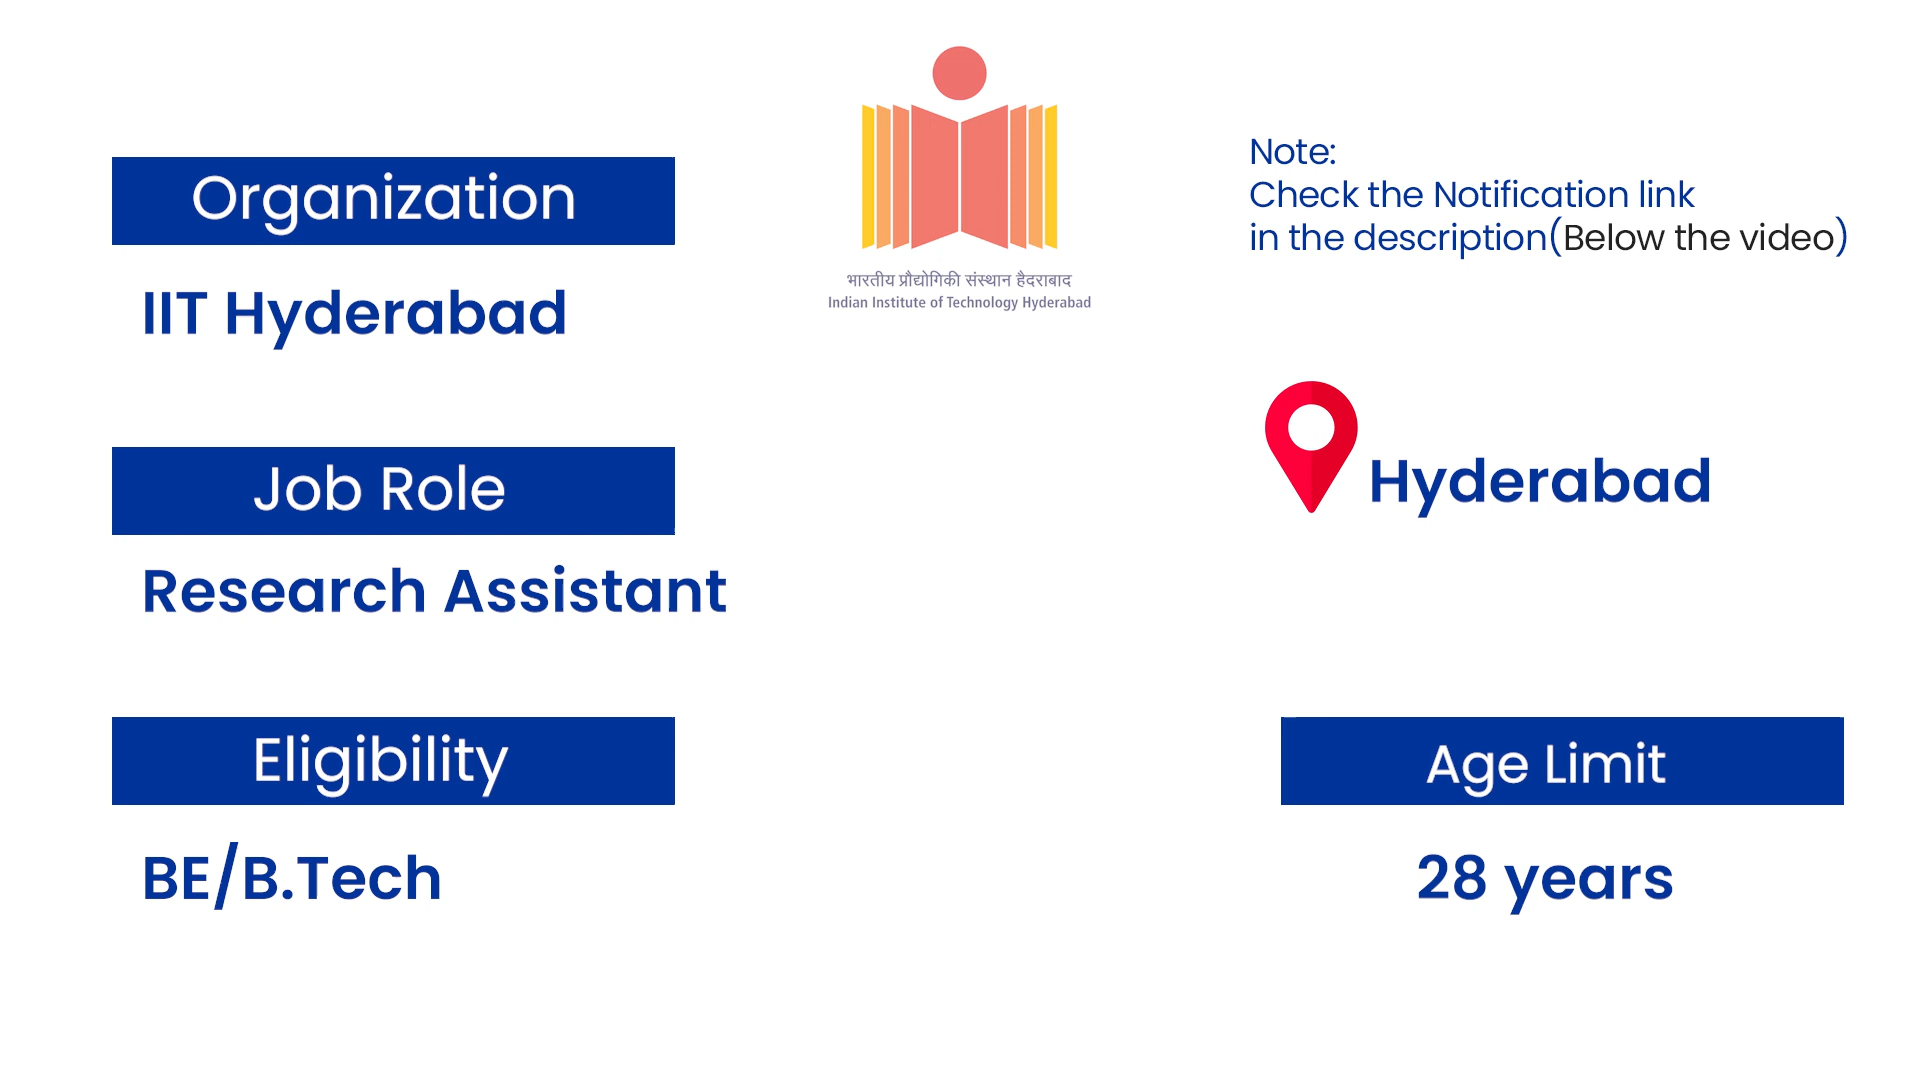 Organization
IIT Hyderabad
Job Role
Research Assistant
Eligibility
BE/B.Tech
भारतीय प्रौद्योगिकी संस्थान हैदराबाद
Indian Institute of Technology Hyderabad
Note:
Check the Notification link
in the description(Below the video)
Hyderabad
Age Limit
28 years